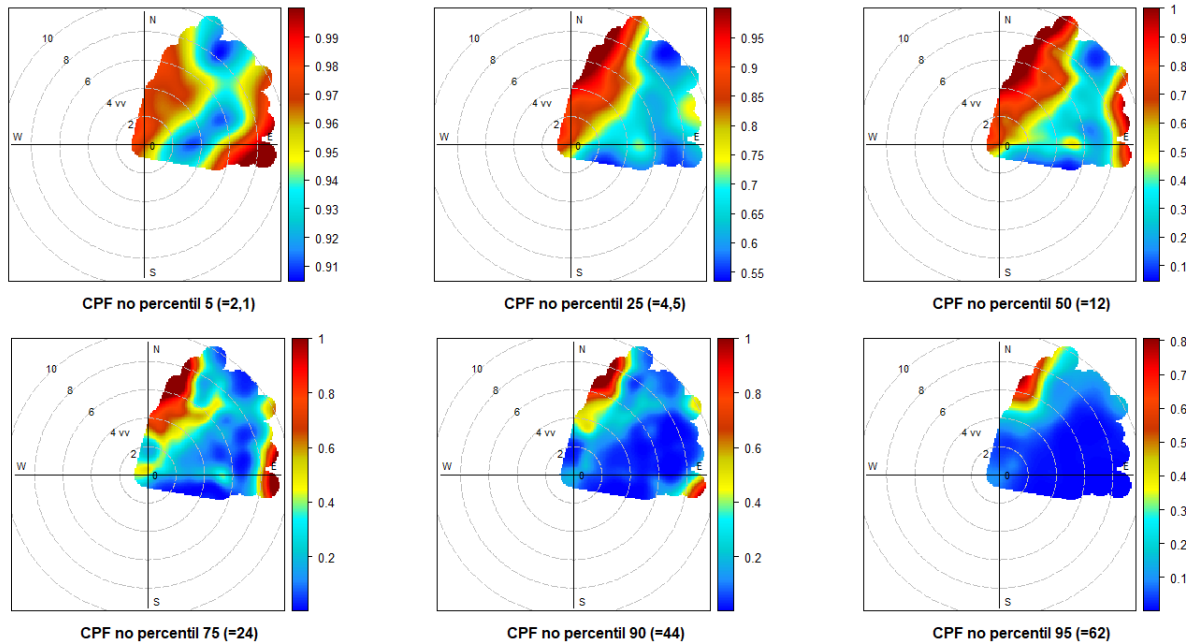 N
10
8
6
4 vv
2
0
W
E
S
0.99
0.98
0.97
0.96
0.95
0.94
0.93
0.92
0.91
CPF no percentil 5 (=2,1)
N
10
8
6
4 vv
2
0
W
E
S
0.95
0.9
0.85
0.8
0.75
0.7
0.65
0.6
0.55
CPF no percentil 25 (=4,5)
N
10
8
6
4 vv
2
0
W
E
S
1
0.9
0.8
0.7
0.6
0.5
0.4
0.3
0.2
0.1
CPF no percentil 50 (=12)
N
10
8
6
4 vv
2
0
W
E
S
1
0.8
0.6
0.4
0.2
CPF no percentil 75 (=24)
N
10
8
6
4 vv
2
0
W
E
S
1
0.8
0.6
0.4
0.2
CPF no percentil 90 (=44)
N
10
8
6
4 vv
2
0
W
E
S
0.8
0.7
0.6
0.5
0.4
0.3
0.2
0.1
CPF no percentil 95 (=62)